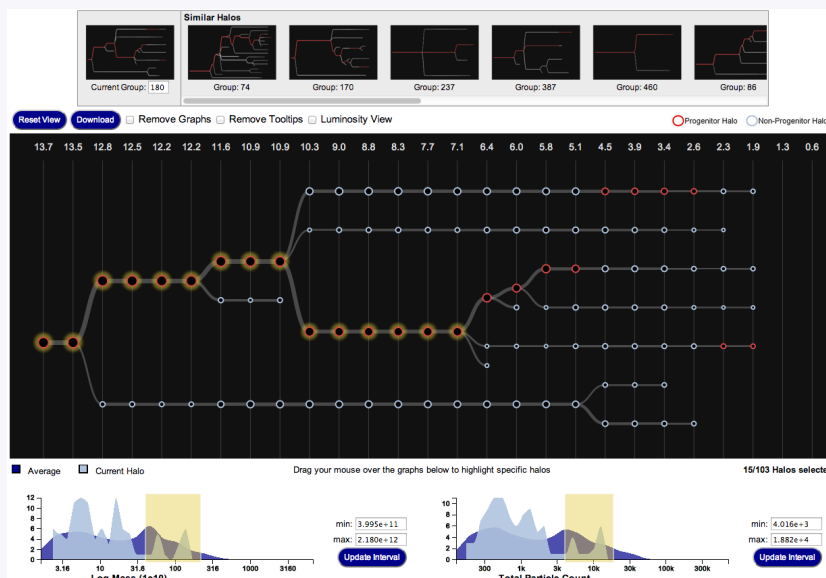 Similar Halos
Current Group: 180
Group: 74
Group: 170
Group: 237
Group: 387
Group: 460
Group: 86
Reset View
Download
Remove Graphs
Remove Tooltips
Luminosity View
Progenitor Halo
Non-Progenitor Halo
13.7 13.5 12.8 12.5 12.2 12.2 11.6 10.9 10.9 10.3 9.0 8.8 8.3 7.7 7.1 6.4 6.0 5.8 5.1 4.5 3.9 3.4 2.6 2.3 1.9 1.3 0.6
Average
Current Halo
Drag your mouse over the graphs below to highlight specific halos
15/103 Halos selecte
12
10
8
6
4
2
0
3.16 10 31.6 100 316 1000 3160
Log Mass (1e10)
min: 3.995e+11
max: 2.180e+12
Update Interval
10
8
6
4
2
0
300 1k 3k 10k 30k 100k 300k
Total Particle Count
min: 4.016e+3
max: 1.882e+4
Update Interval